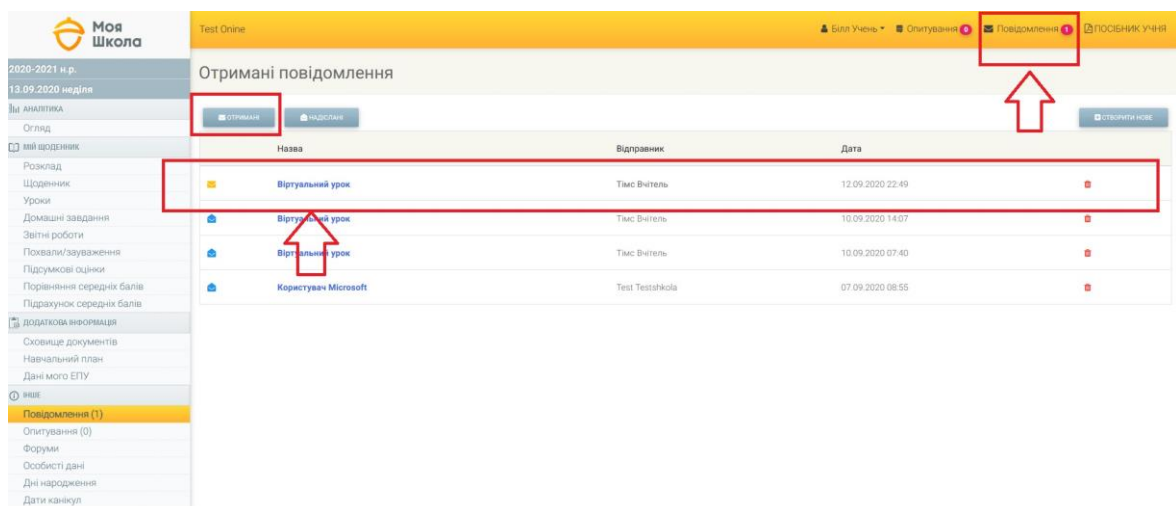 Моя
Школа
Test Onine
Білл Учень
Опитування 0
Повідомлення 1
ПОСІБНИК УЧНЯ
2020-2021 н.р.
13.09.2020 неділя
АНАЛІТИКА
Огляд
МІЙ ЩОДЕННИК
Розклад
Щоденник
Уроки
Домашні завдання
Звітні роботи
Похвали/зауваження
Підсумкові оцінки
Порівняння середніх балів
Підрахунок середніх балів
ДОДАТКОВА ІНФОРМАЦІЯ
Сховище документів
Навчальний план
Дані мого ЕПУ
ІНШЕ
Повідомлення (1)
Опитування (0)
Форуми
Особисті дані
Дні народження
Дати канікул
Отримані повідомлення
ОТРИМАНІ
НАДІСЛАНІ
СТВОРИТИ НОВЕ
Назва Відправник Дата
Віртуальний урок Тімс Вчітель 12.09.2020 22:49
Віртуальний урок Тімс Вчітель 10.09.2020 14:07
Віртуальний урок Тімс Вчітель 10.09.2020 07:40
Користувач Microsoft Test Testshkola 07.09.2020 08:55